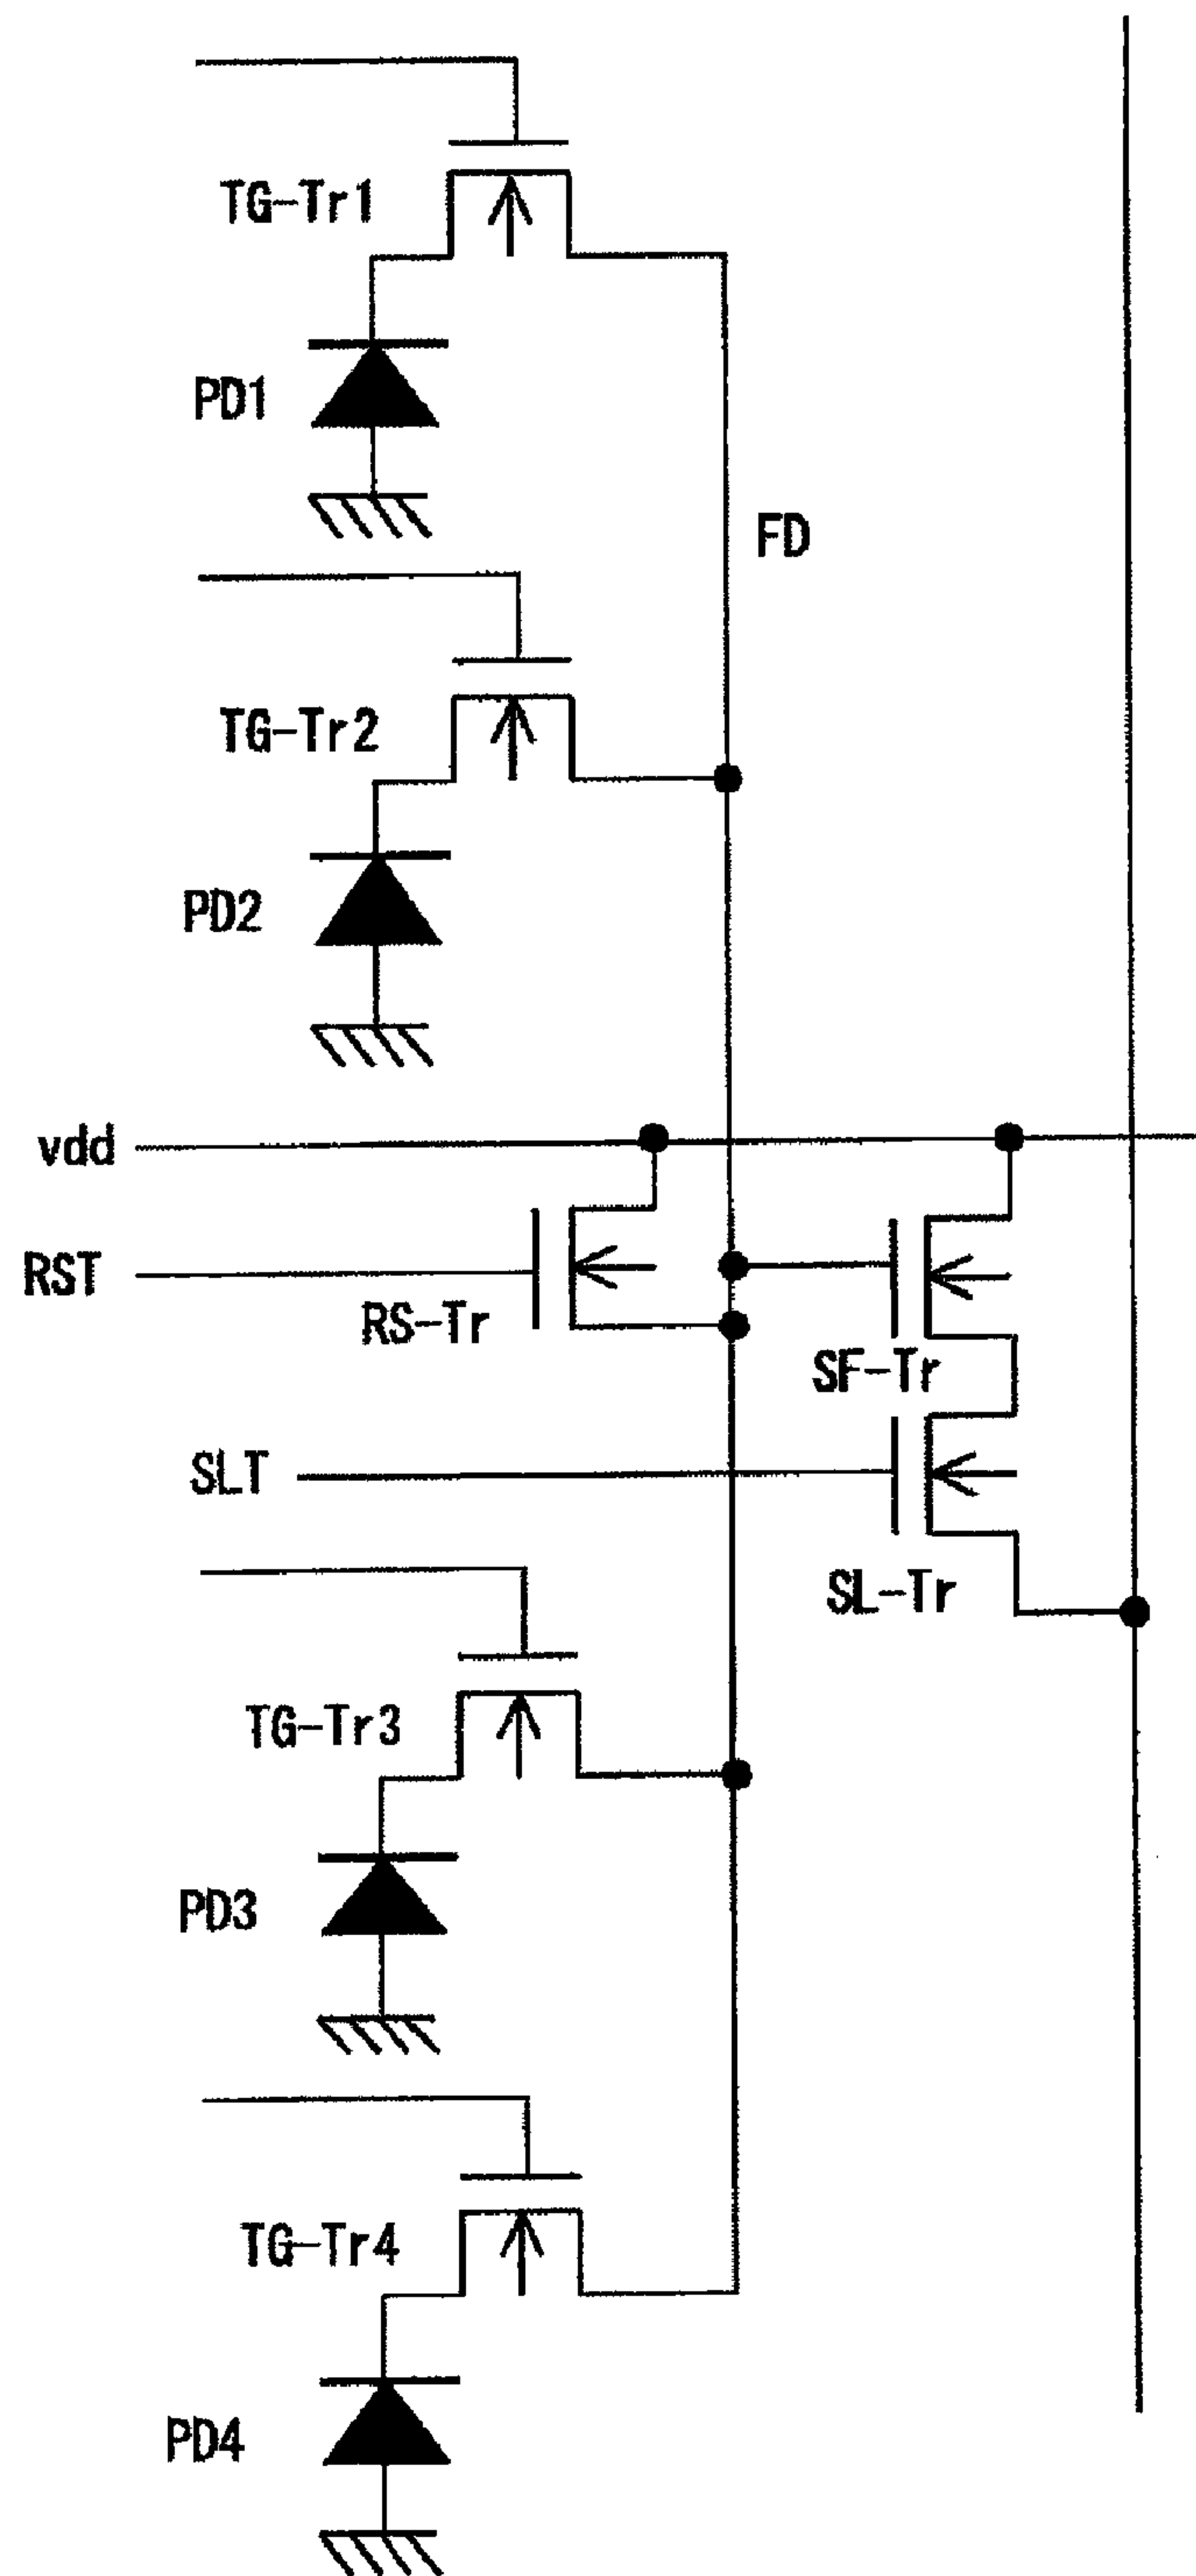 TG-Tr1
PD1
FD
TG-Tr2
PD2
vdd
RST
RS-Tr
SF-Tr
SLT
SL-Tr
TG-Tr3
PD3
TG-Tr4
PD4